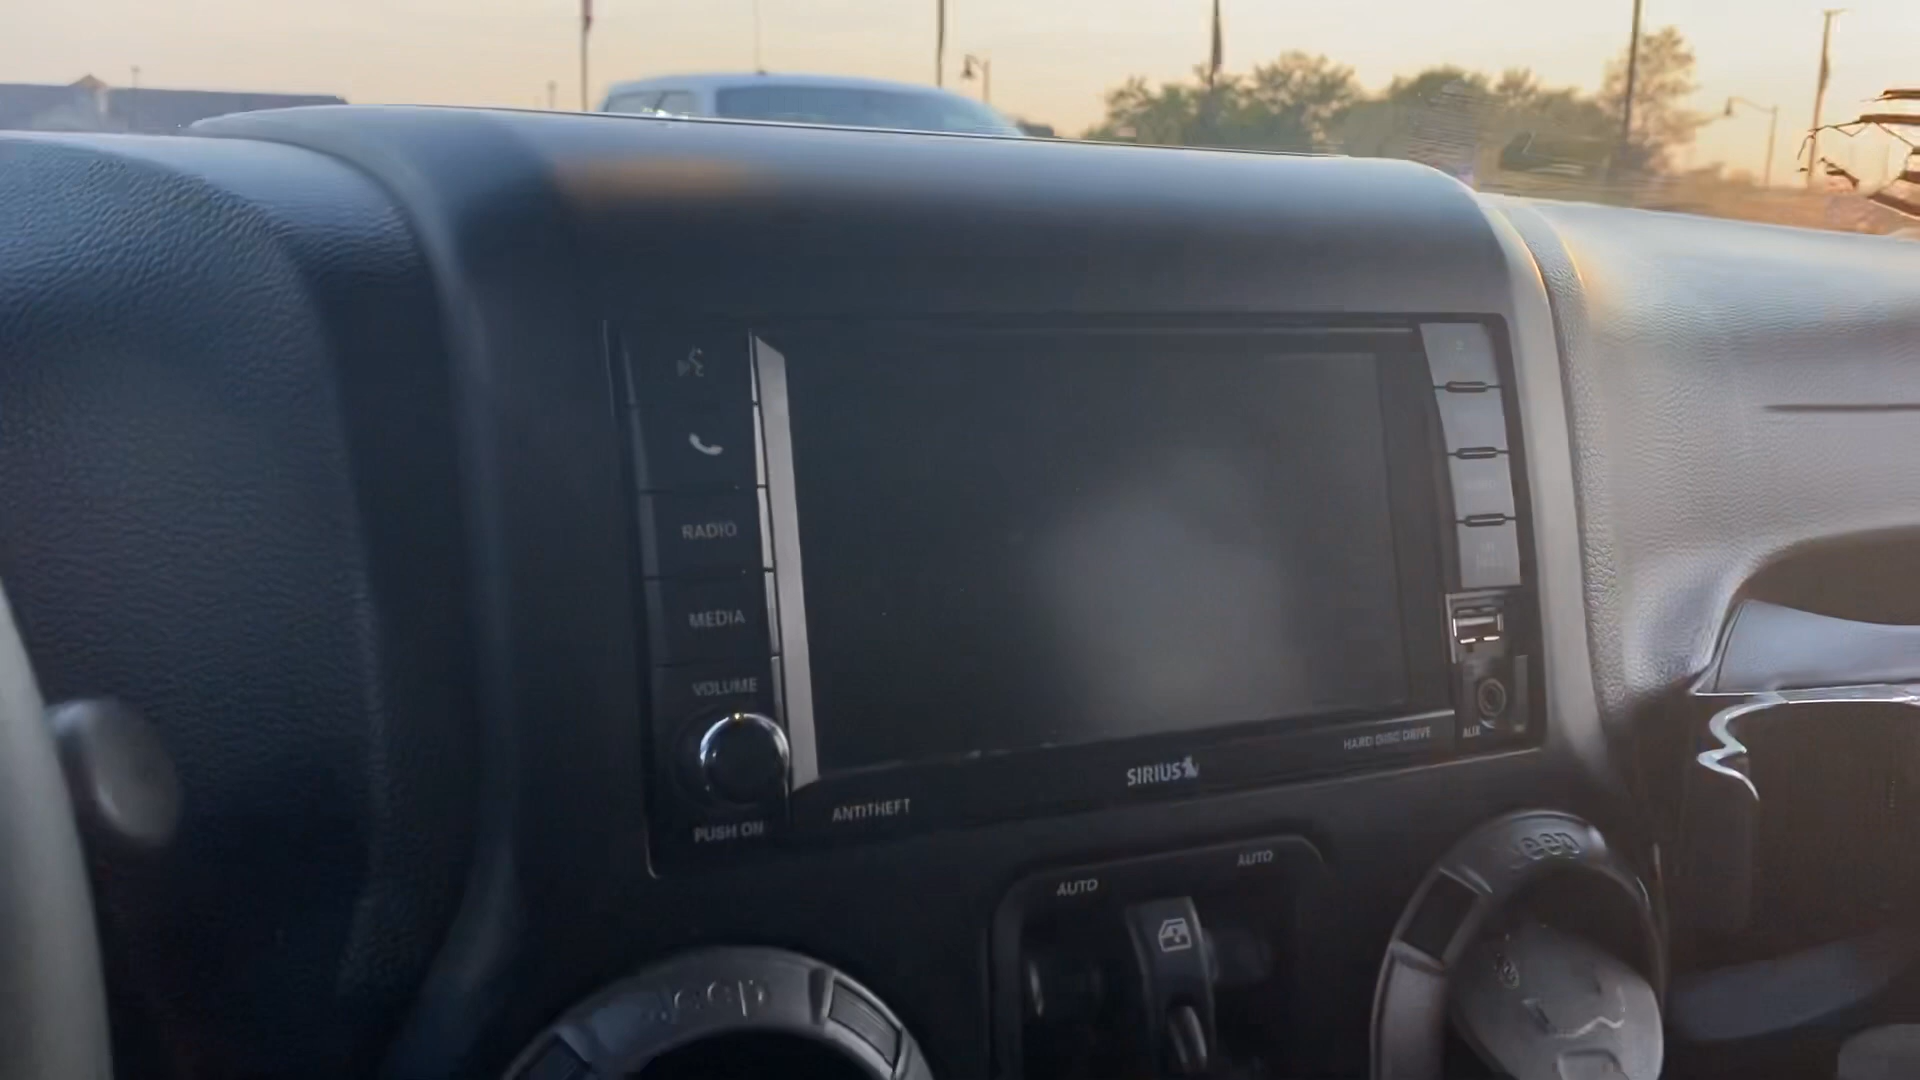 RADIO
MEDIA
VOLUME
PUSH ON
ANTITHEFT
SIRIUS
HARD DISC DRIVE
AUX
AUTO
AUTO
Jeep
Jeep